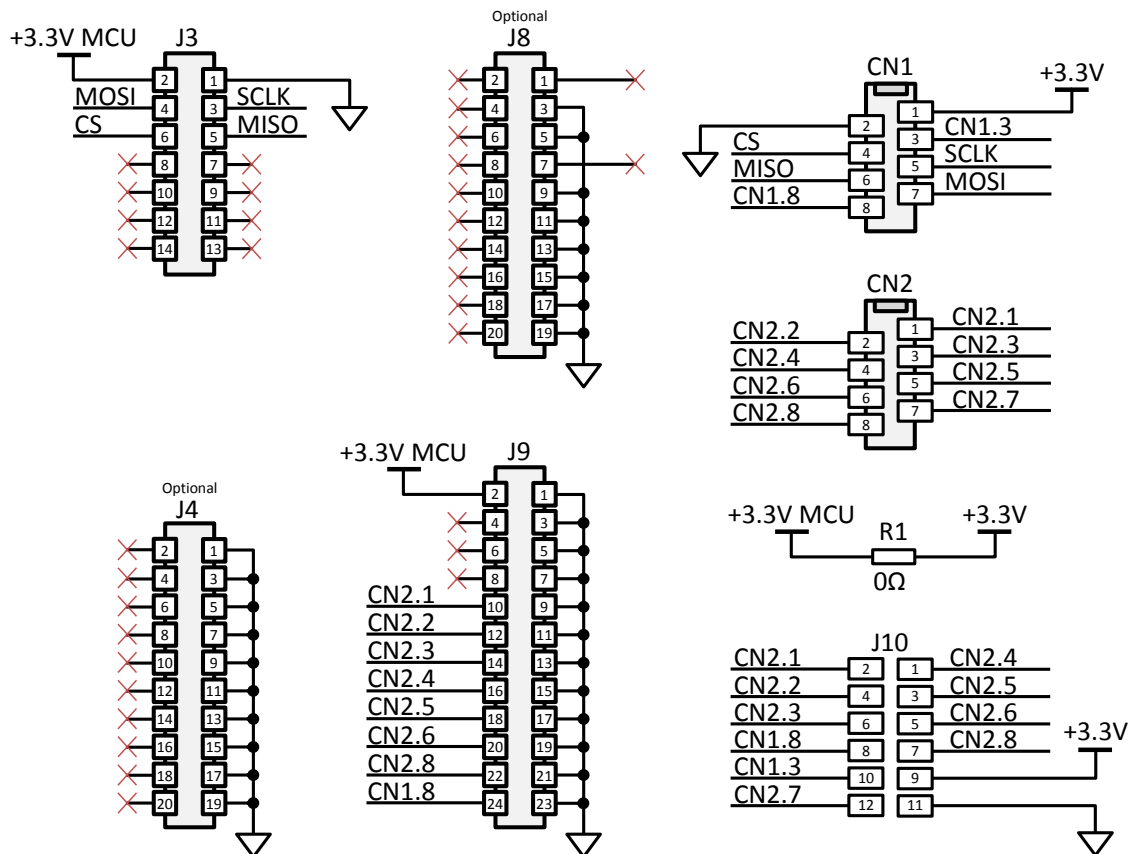 Optional
J8
2 1
4 3
6 5
8 7
10 9
12 11
14 13
16 15
18 17
20 19
+3.3V MCU
J3
2 1
MOSI 4 3 SCLK
CS 6 5 MISO
8 7
10 9
12 11
14 13
CN1
+3.3V
1
2
CN1.3
3
CS
4
SCLK
5
MISO
6
MOSI
7
CN1.8
8
CN2
CN2.1
1
CN2.2
2
CN2.3
3
CN2.4
4
CN2.5
5
CN2.6
6
CN2.7
7
CN2.8
8
Optional
J4
2 1
4 3
6 5
8 7
10 9
12 11
14 13
16 15
18 17
20 19
+3.3V MCU
J9
2 1
4 3
6 5
8 7
CN2.1 10 9
CN2.2 12 11
CN2.3 14 13
CN2.4 16 15
CN2.5 18 17
CN2.6 20 19
CN2.8 22 21
CN1.8 24 23
+3.3V MCU
R1
+3.3V
0Ω
J10
CN2.1 2 1 CN2.4
CN2.2 4 3 CN2.5
CN2.3 6 5 CN2.6
CN1.8 8 7 CN2.8
+3.3V
CN1.3 10 9
CN2.7 12 11